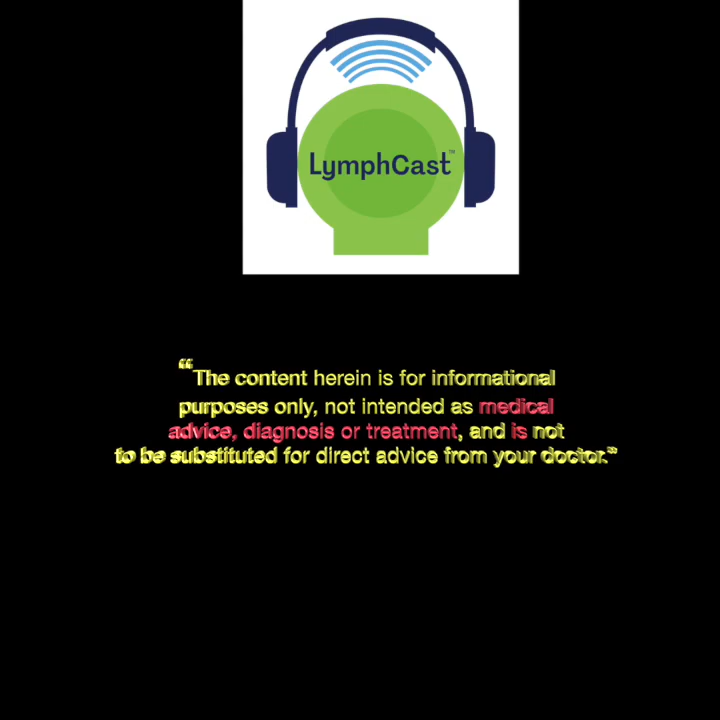 LymphCast™
“The content herein is for informational
purposes only, not intended as medical
advice, diagnosis or treatment, and is not
to be substituted for direct advice from your doctor.”